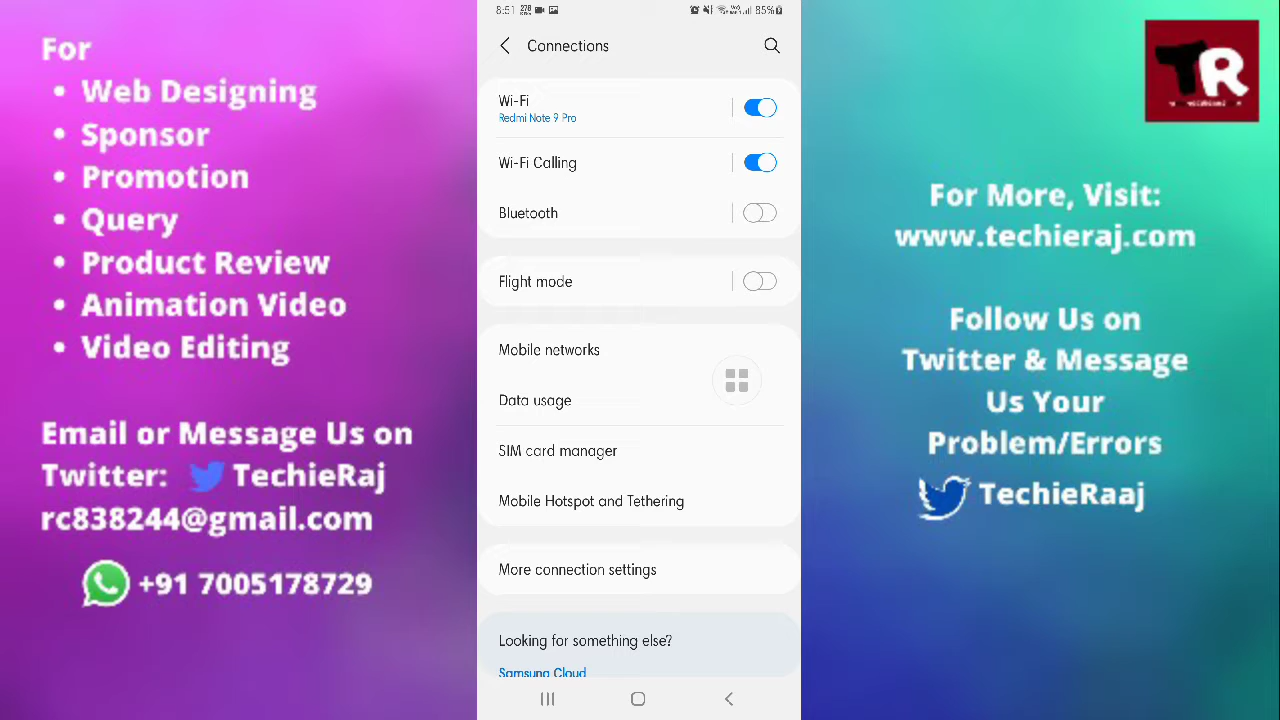 For
• Web Designing
• Sponsor
• Promotion
• Query
• Product Review
• Animation Video
• Video Editing
Email or Message Us on
Twitter: TechieRaj
rc838244@gmail.com
+91 7005178729
8:51
85%
Connections
Wi-Fi
Redmi Note 9 Pro
Wi-Fi Calling
Bluetooth
Flight mode
Mobile networks
Data usage
SIM card manager
Mobile Hotspot and Tethering
More connection settings
Looking for something else?
Samsung Cloud
TR
For More, Visit:
www.techieraj.com
Follow Us on
Twitter & Message
Us Your
Problem/Errors
TechieRaaj